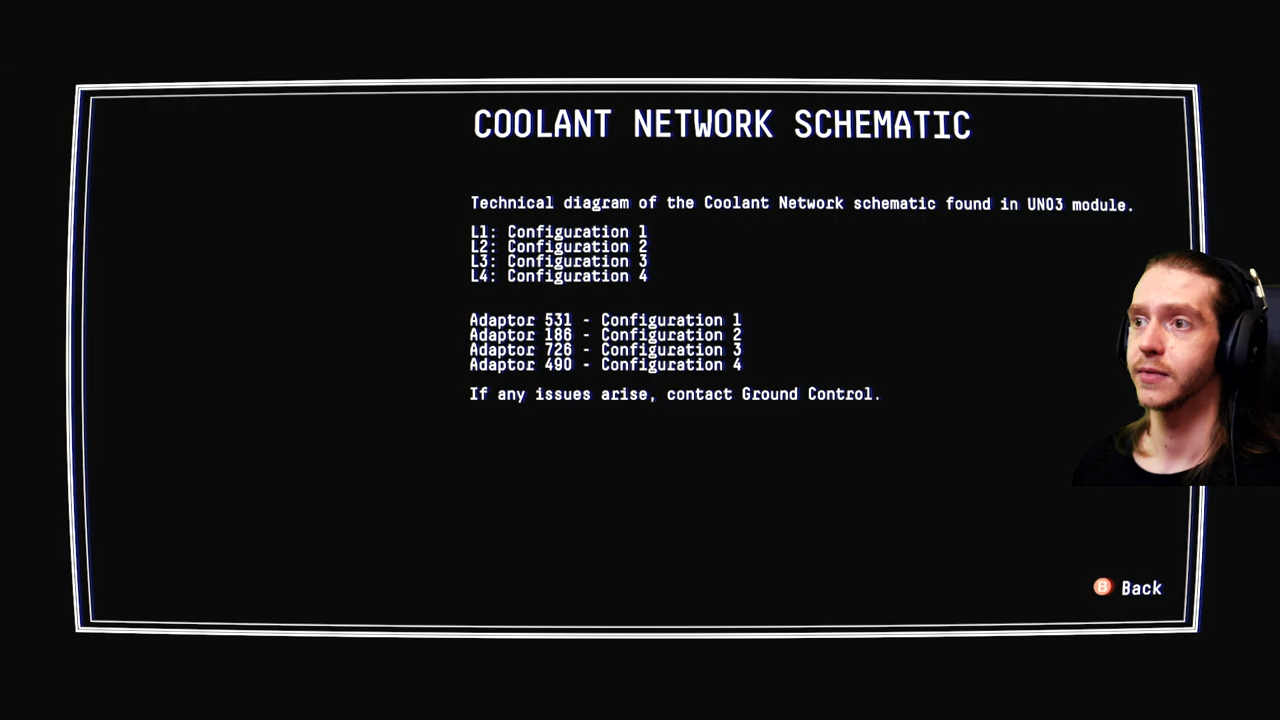 COOLANT NETWORK SCHEMATIC
Technical diagram of the Coolant Network schematic found in UNO3 module.
L1: Configuration 1
L2: Configuration 2
L3: Configuration 3
L4: Configuration 4
Adaptor 531 - Configuration 1
Adaptor 186 - Configuration 2
Adaptor 726 - Configuration 3
Adaptor 490 - Configuration 4
If any issues arise, contact Ground Control.
B Back